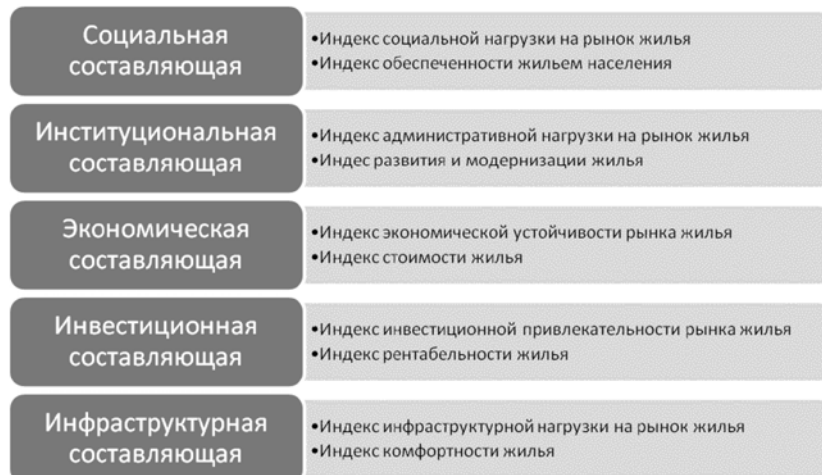 Социальная
составляющая
•Индекс социальной нагрузки на рынок жилья
•Индекс обеспеченности жильем населения
Институциональная
составляющая
•Индекс административной нагрузки на рынок жилья
•Индес развития и модернизации жилья
Экономическая
составляющая
•Индекс экономической устойчивости рынка жилья
•Индекс стоимости жилья
Инвестиционная
составляющая
•Индекс инвестиционной привлекательности рынка жилья
•Индекс рентабельности жилья
Инфраструктурная
составляющая
•Индекс инфраструктурной нагрузки на рынок жилья
•Индекс комфортности жилья